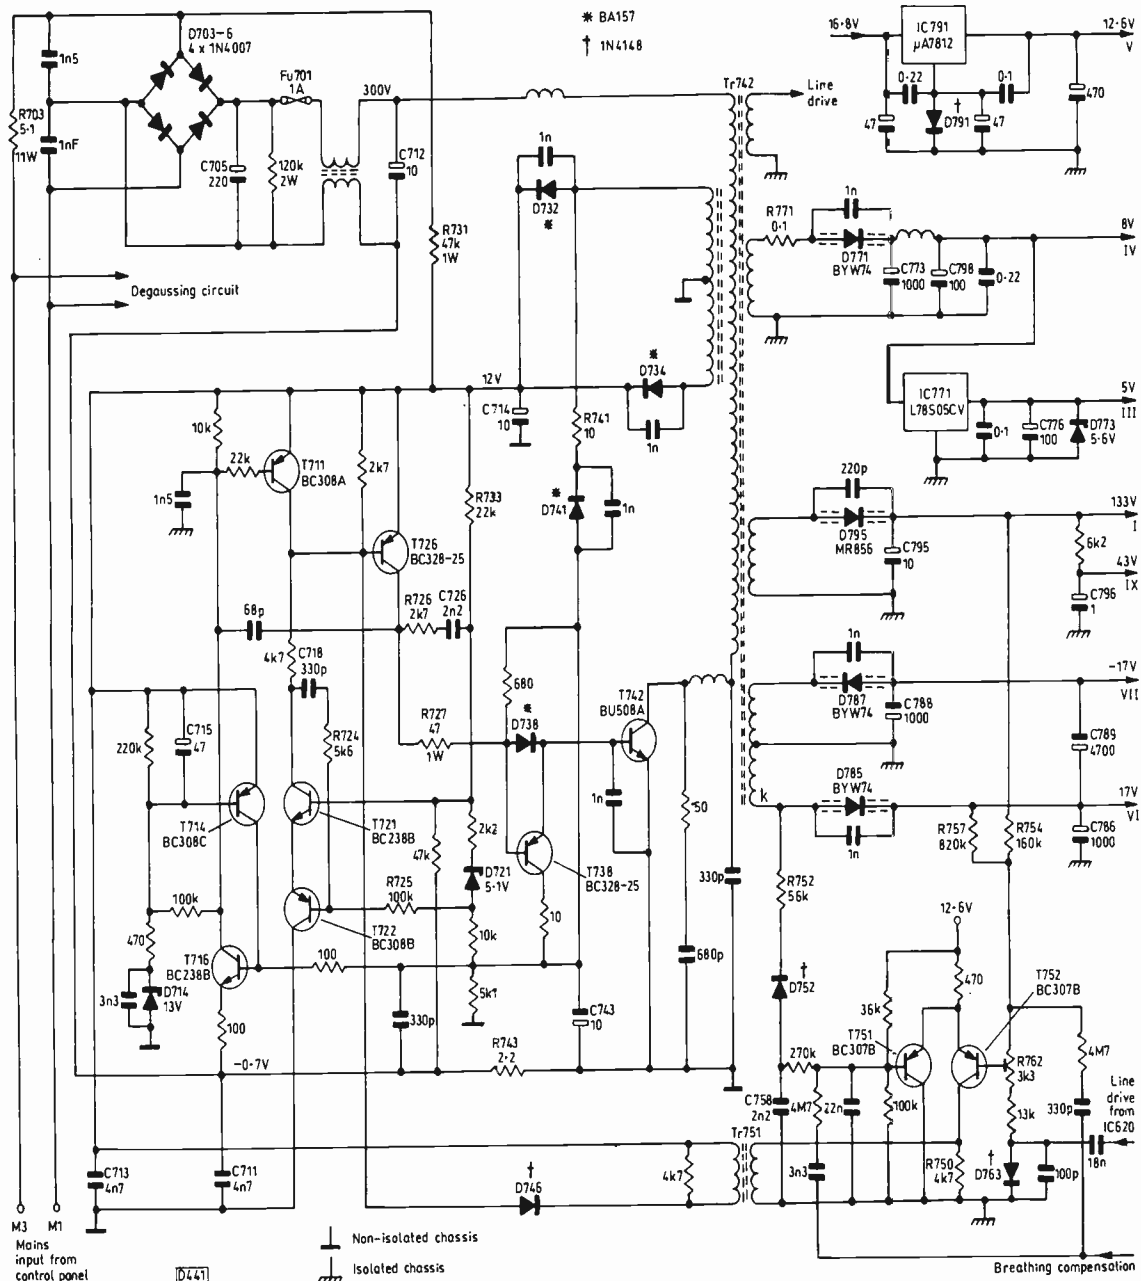 ✱ BA157
† 1N4148
D703-6
4 x 1N4007
1n5
R703
5·1
11W
1nF
Fu701
1A
300V
C705
220
120k
2W
C712
10
R731
47k
1W
Degaussing circuit
1n
D732
✱
Tr742
Line
drive
16·8V
IC791
µA7812
12·6V
V
0·22
0·1
47
†
D791
47
470
R771
0·1
1n
D771
BYW74
C773
1000
C798
100
0·22
8V
IV
12V
C714
10
✱
D734
1n
R741
10
IC771
L78S05CV
5V
III
0·1
C776
100
D773
5·6V
10k
22k
T711
BC308A
1n5
2k7
R733
22k
✱
D741
1n
220p
D795
MR856
C795
10
133V
I
6k2
43V
IX
C796
1
T726
BC328-25
68p
R726
2k7
C726
2n2
4k7
C718
330p
680
✱
D738
T742
BU508A
1n
D787
BYW74
C788
1000
-17V
VII
C789
4700
220k
C715
47
R724
5k6
R727
47
1W
1n
50
k
D785
BYW74
1n
17V
VI
R757
820k
R754
160k
C786
1000
T714
BC308C
T721
BC238B
47k
2k2
D721
5·1V
T738
BC328-25
330p
R752
56k
100k
T722
BC308B
R725
100k
10k
10
680p
12·6V
470
T716
BC238B
100
470
T752
BC307B
3n3
D714
13V
100
330p
5k1
C743
10
†
D752
36k
T751
BC307B
-0·7V
R743
2·2
270k
R762
3k3
4M7
C758
2n2
4M7
22n
100k
13k
330p
Line
drive
from
IC620
18n
Tr751
C713
4n7
C711
4n7
†
D746
4k7
3n3
R750
4k7
†
D763
100p
M3
M1
Mains
input from
control panel
D441
Non-isolated chassis
Isolated chassis
Breathing compensation